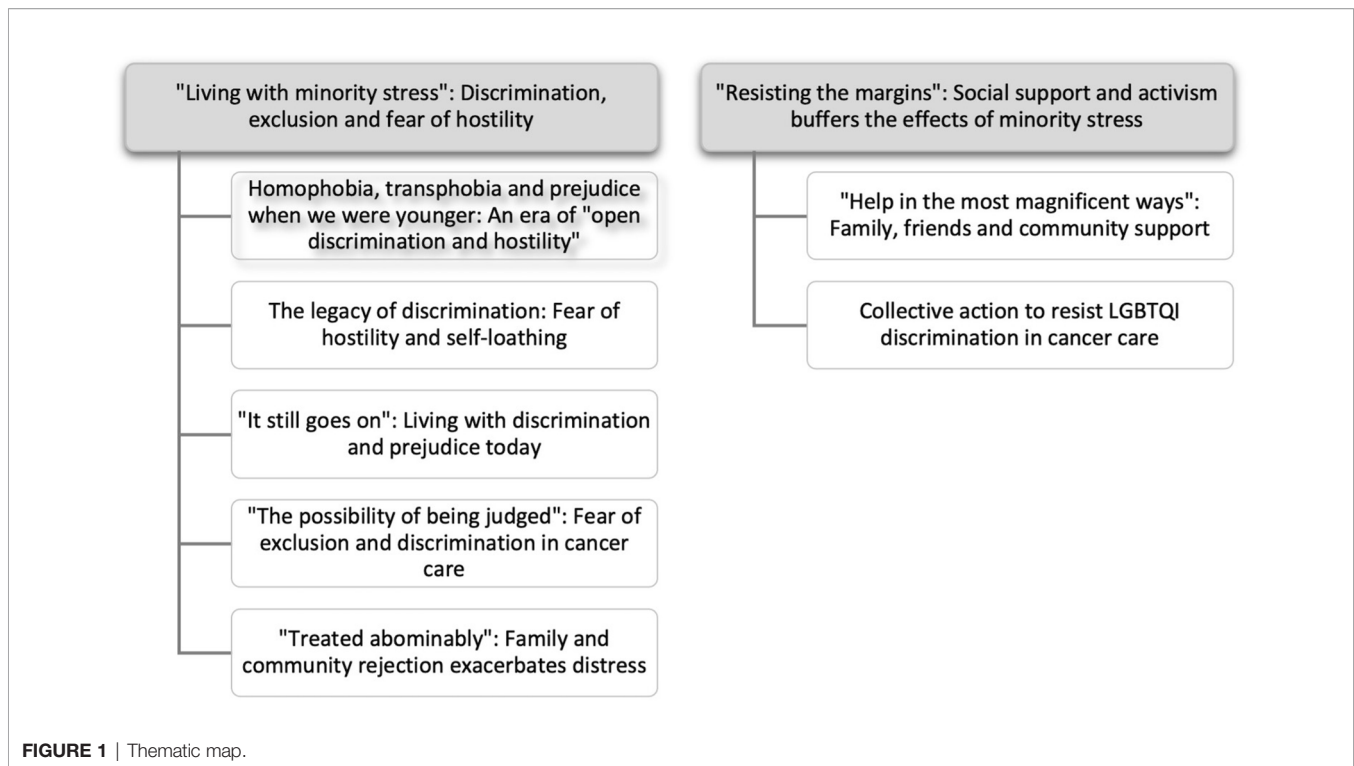 "Living with minority stress": Discrimination,
exclusion and fear of hostility
Homophobia, transphobia and prejudice
when we were younger: An era of "open
discrimination and hostility"
The legacy of discrimination: Fear of
hostility and self-loathing
"It still goes on": Living with discrimination
and prejudice today
"The possibility of being judged": Fear of
exclusion and discrimination in cancer
care
"Treated abominably": Family and
community rejection exacerbates distress
"Resisting the margins": Social support and activism
buffers the effects of minority stress
"Help in the most magnificent ways":
Family, friends and community support
Collective action to resist LGBTQI
discrimination in cancer care
FIGURE 1 | Thematic map.